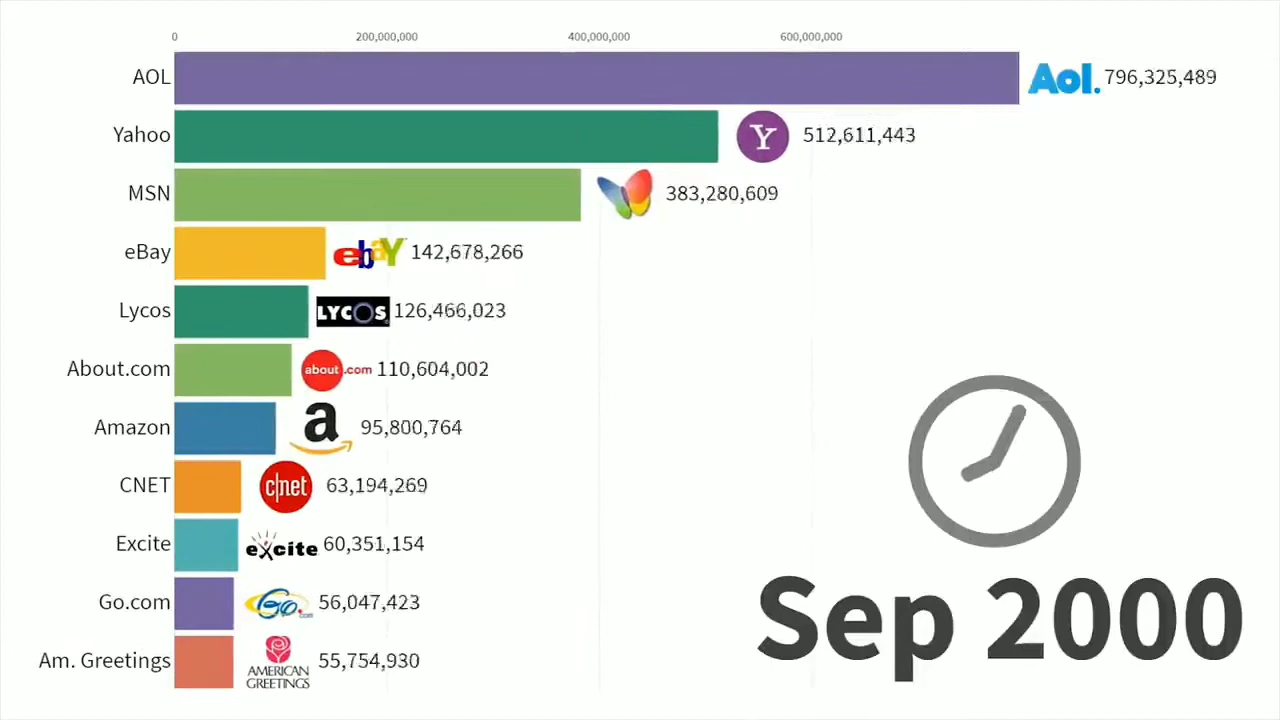 0 200,000,000 400,000,000 600,000,000
AOL Aol. 796,325,489
Yahoo Y 512,611,443
MSN 383,280,609
eBay ebaY 142,678,266
Lycos LYCOS 126,466,023
About.com about.com 110,604,002
Amazon a 95,800,764
CNET c|net 63,194,269
Excite excite 60,351,154
Go.com Go.com 56,047,423
Am. Greetings AMERICAN GREETINGS 55,754,930
Sep 2000